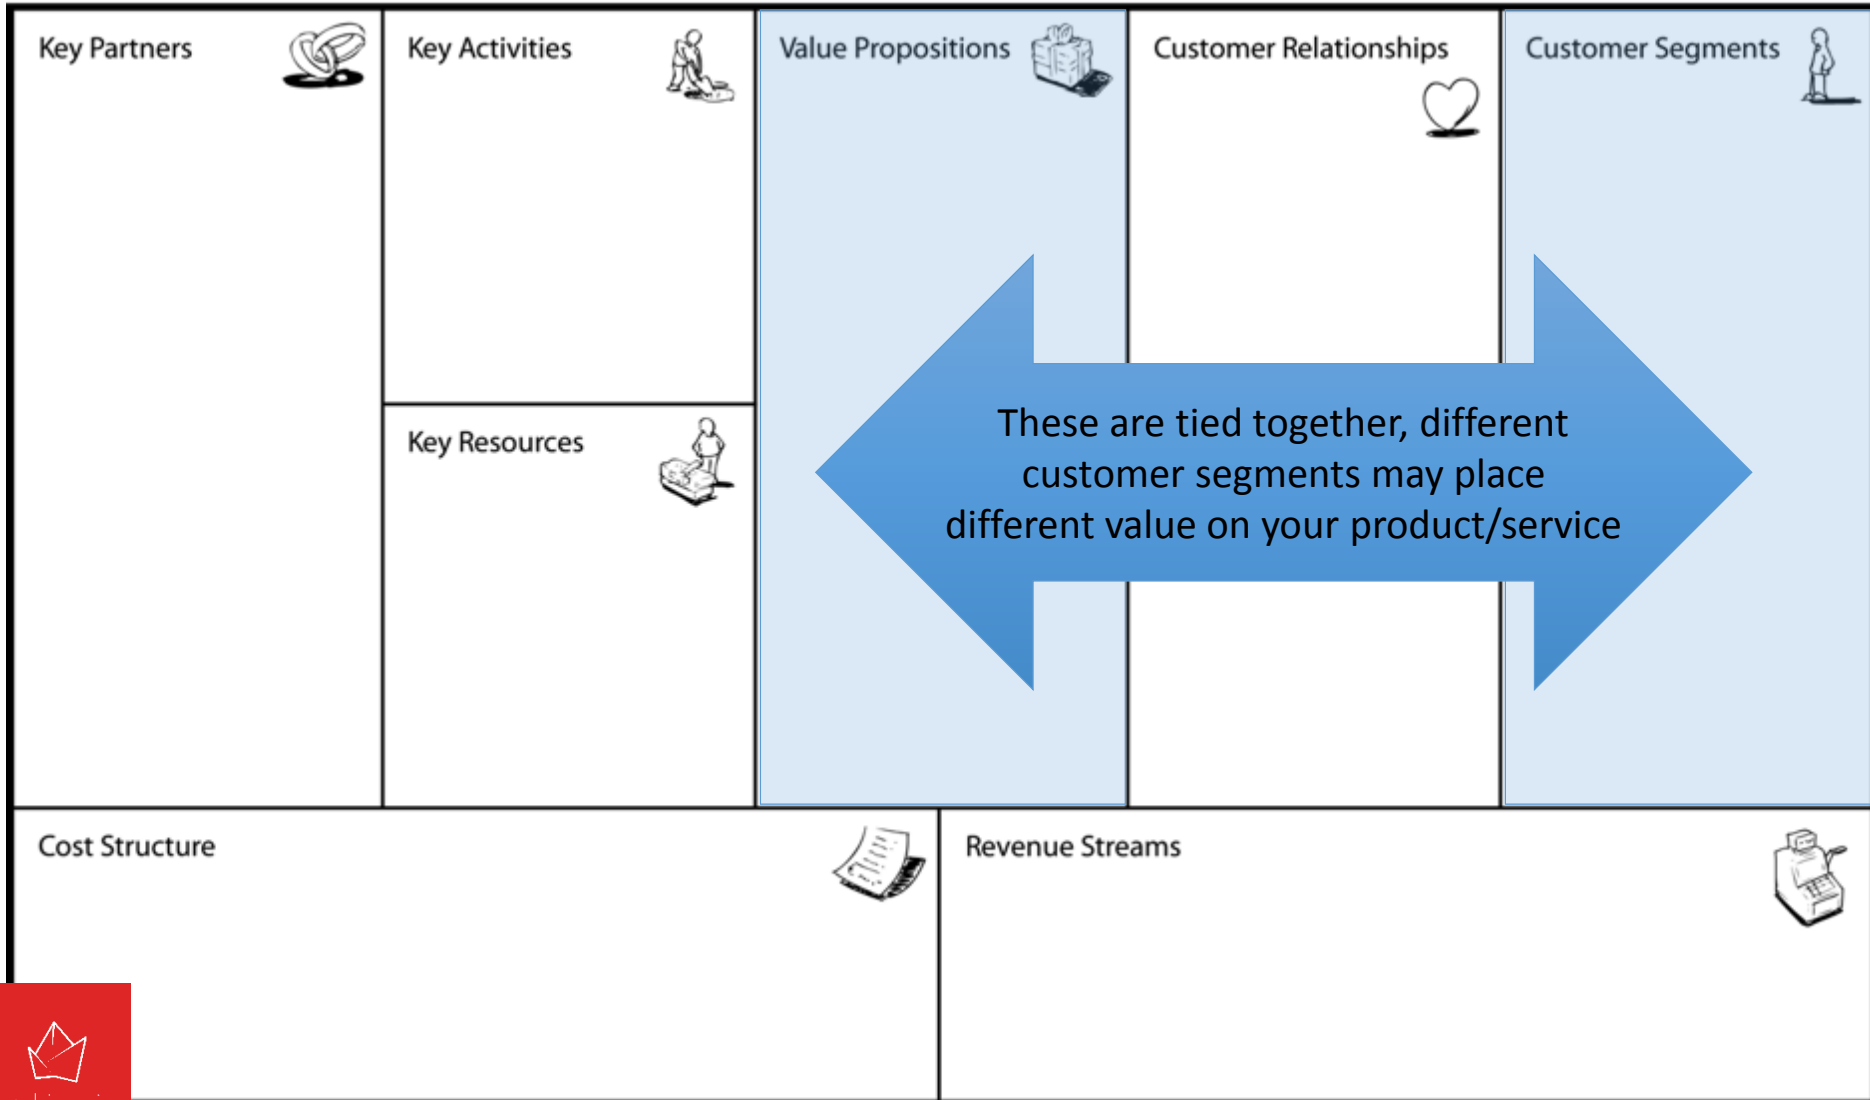 Key Partners
Key Activities
Value Propositions
Customer Relationships
Customer Segments
Key Resources
These are tied together, different
customer segments may place
different value on your product/service
Cost Structure
Revenue Streams